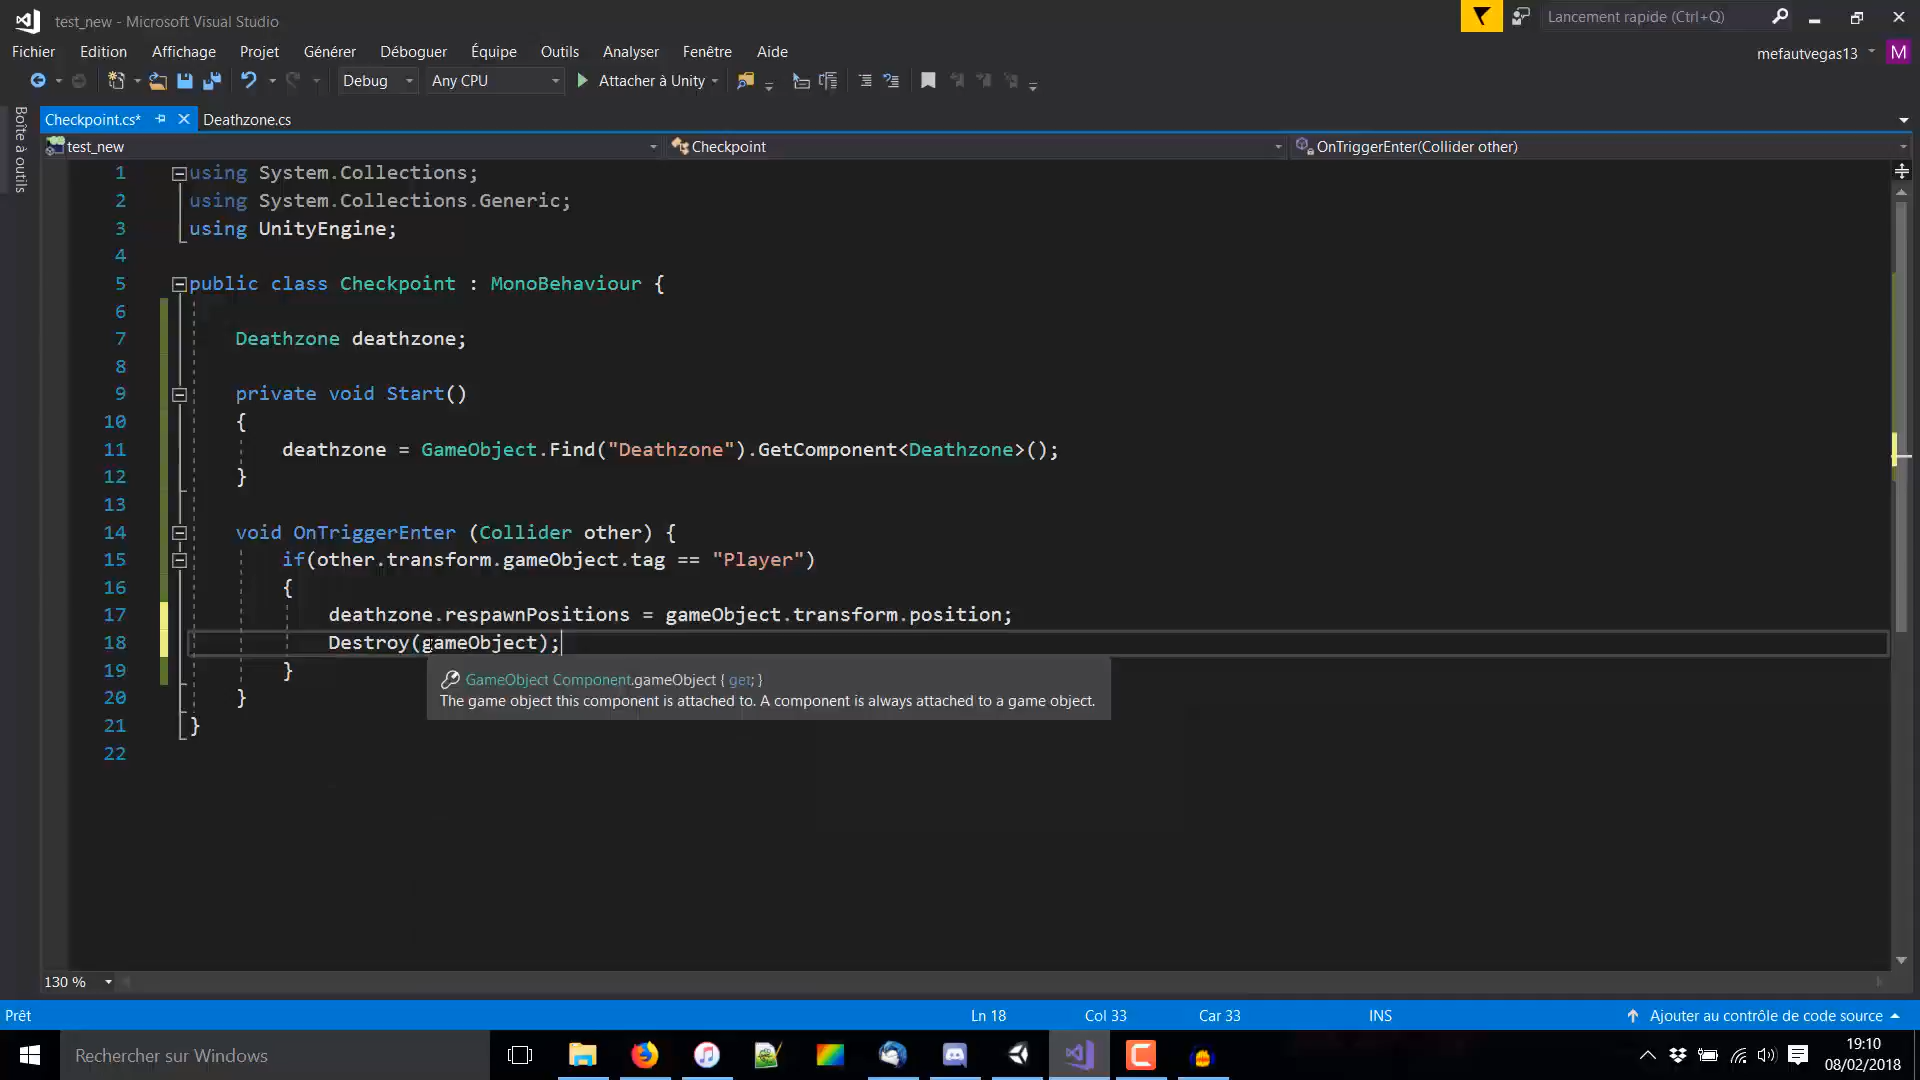 test_new - Microsoft Visual Studio
Lancement rapide (Ctrl+Q)
Fichier Edition Affichage Projet Générer Déboguer Équipe Outils Analyser Fenêtre Aide
mefautvegas13 M
Debug Any CPU Attacher à Unity
Boîte à outils
Checkpoint.cs* Deathzone.cs
test_new Checkpoint OnTriggerEnter(Collider other)
1 using System.Collections;
2 using System.Collections.Generic;
3 using UnityEngine;
4
5 public class Checkpoint : MonoBehaviour {
6
7 Deathzone deathzone;
8
9 private void Start()
10 {
11 deathzone = GameObject.Find("Deathzone").GetComponent<Deathzone>();
12 }
13
14 void OnTriggerEnter (Collider other) {
15 if(other.transform.gameObject.tag == "Player")
16 {
17 deathzone.respawnPositions = gameObject.transform.position;
18 Destroy(gameObject);
19 }
GameObject Component.gameObject { get; }
The game object this component is attached to. A component is always attached to a game object.
20 }
21 }
22
130 %
Prêt Ln 18 Col 33 Car 33 INS Ajouter au contrôle de code source
Rechercher sur Windows
19:10
08/02/2018